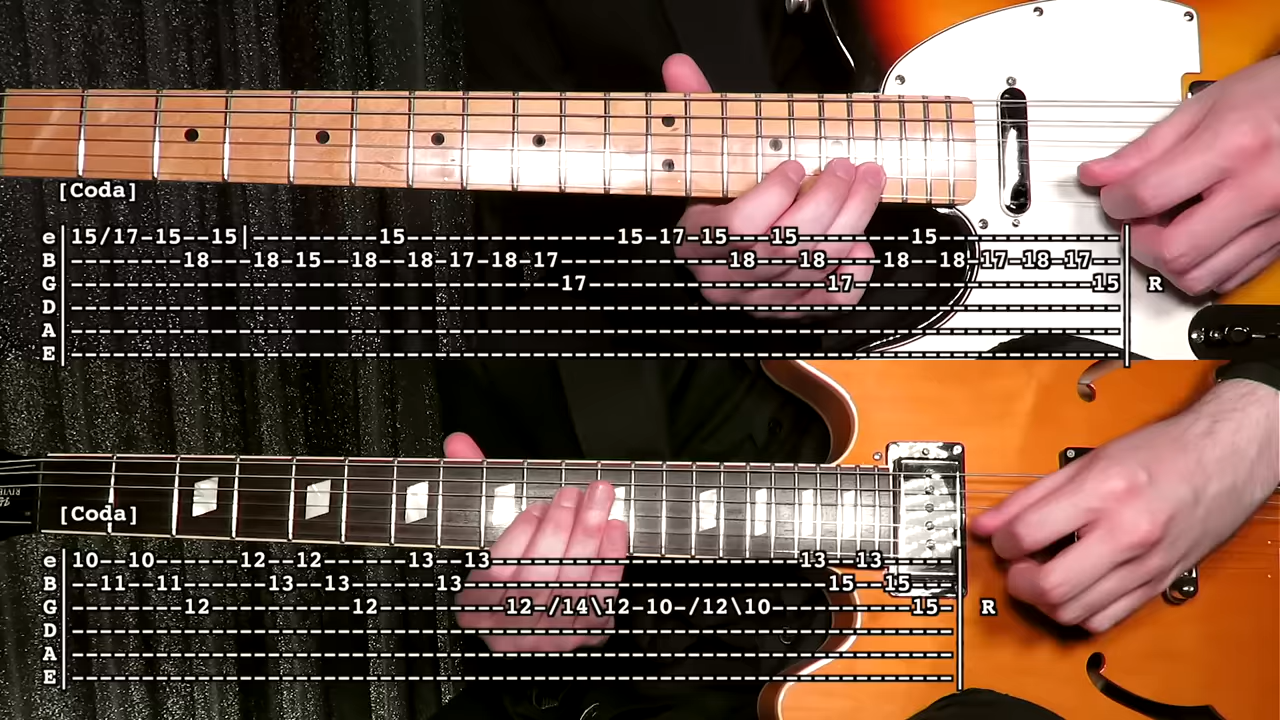 [Coda]
e|15/17-15--15|---------15---------------15-17-15---15--------15-------------
B|--------18---18-15--18--18-17-18-17------------18---18----18--18-17-18-17--
G|-----------------------------------17-----------------17-----------------15| R
D|---------------------------------------------------------------------------
A|---------------------------------------------------------------------------
E|---------------------------------------------------------------------------
[Coda]
e|10--10------12--12------13--13----------------------13--13-----
B|--11--11------13--13------13--------------------------15--15---
G|--------12----------12---------12-/14\12-10-/12\10----------15-| R
D|---------------------------------------------------------------
A|---------------------------------------------------------------
E|---------------------------------------------------------------